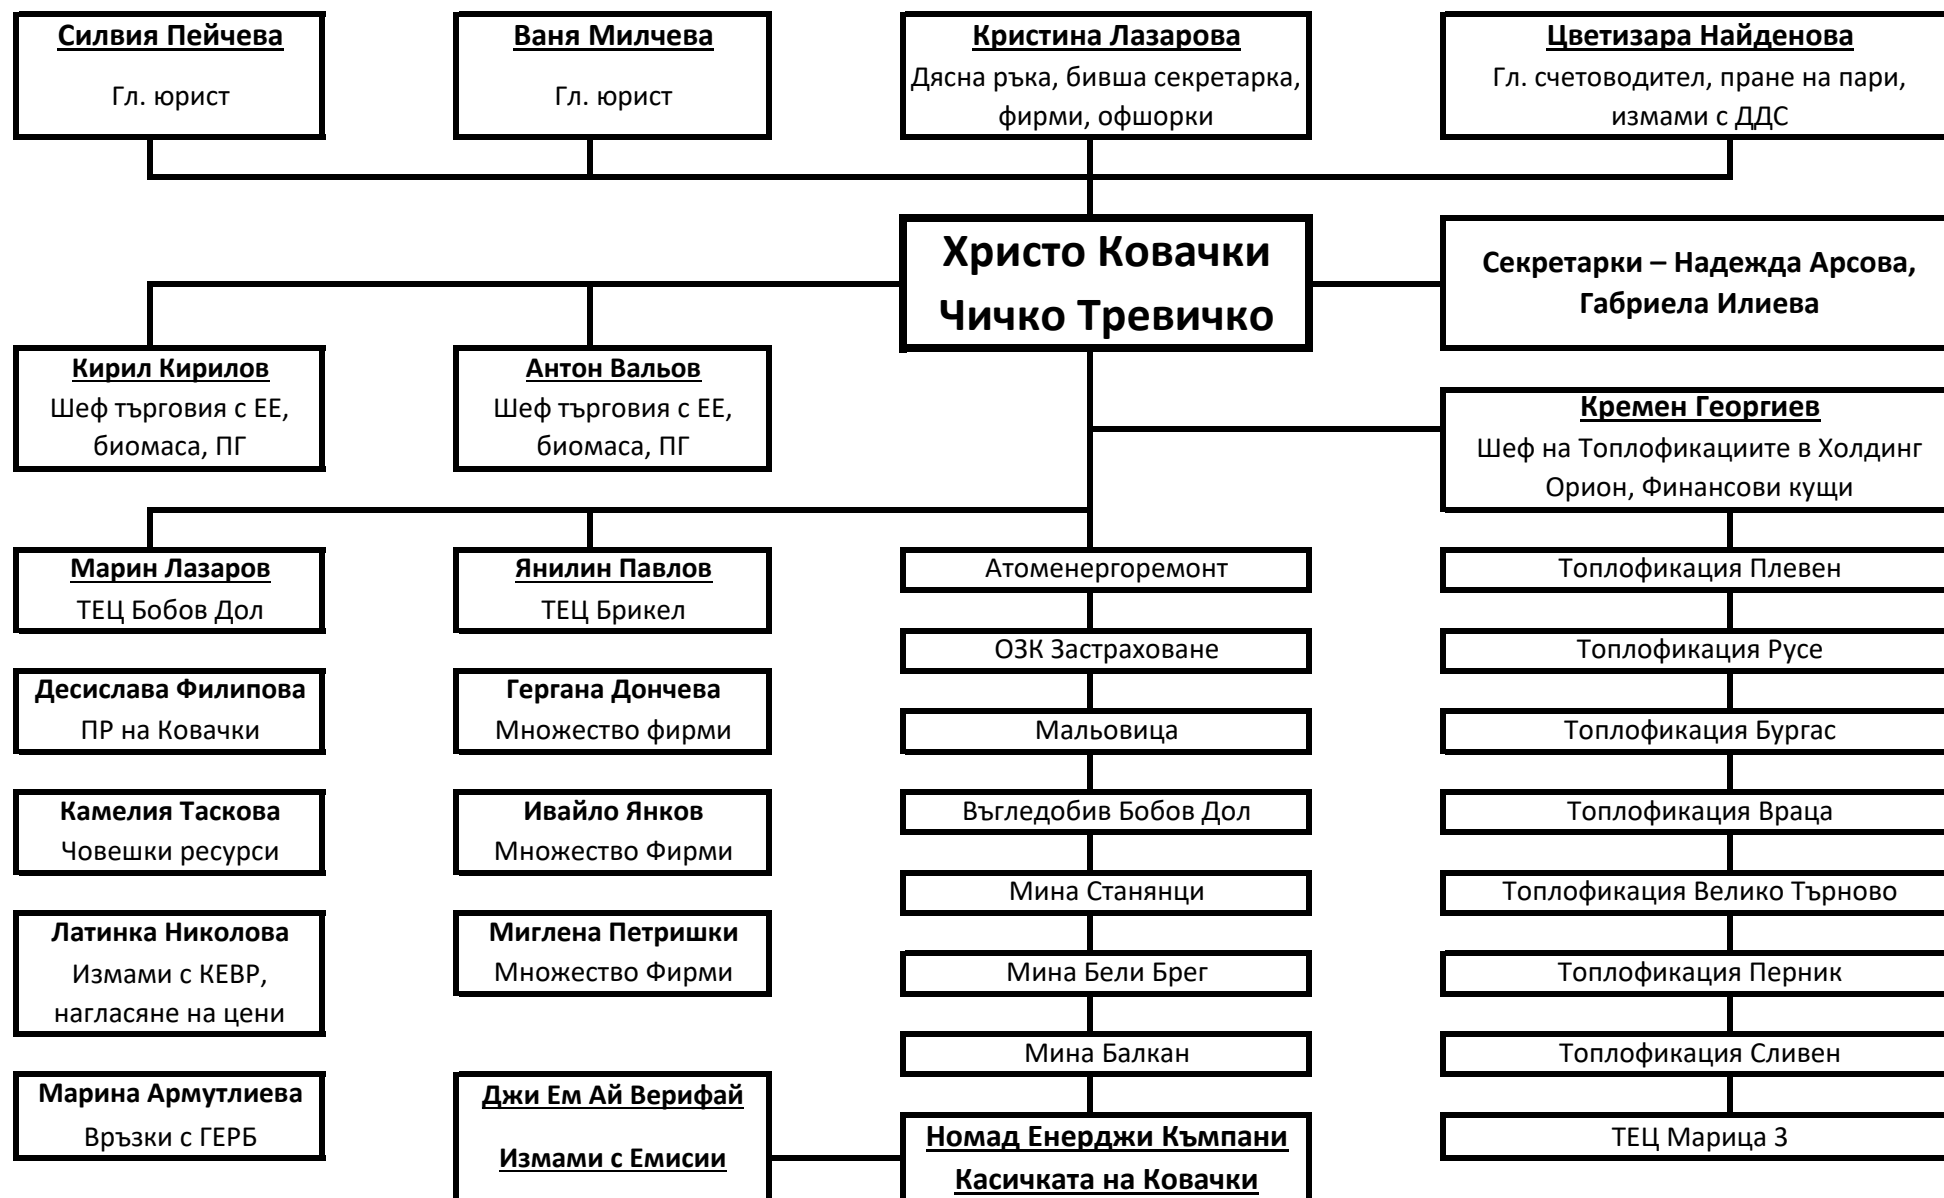 Силвия Пейчева
Гл. юрист
Ваня Милчева
Гл. юрист
Кристина Лазарова
Дясна ръка, бивша секретарка,
фирми, офшорки
Цветизара Найденова
Гл. счетоводител, пране на пари,
измами с ДДС
Христо Ковачки
Чичко Тревичко
Секретарки – Надежда Арсова,
Габриела Илиева
Кирил Кирилов
Шеф търговия с ЕЕ,
биомаса, ПГ
Антон Вальов
Шеф търговия с ЕЕ,
биомаса, ПГ
Кремен Георгиев
Шеф на Топлофикациите в Холдинг
Орион, Финансови кущи
Марин Лазаров
ТЕЦ Бобов Дол
Янилин Павлов
ТЕЦ Брикел
Атоменергоремонт
Топлофикация Плевен
ОЗК Застраховане
Топлофикация Русе
Десислава Филипова
ПР на Ковачки
Гергана Дончева
Множество фирми
Мальовица
Топлофикация Бургас
Камелия Таскова
Човешки ресурси
Ивайло Янков
Множество Фирми
Въгледобив Бобов Дол
Топлофикация Враца
Мина Станянци
Топлофикация Велико Търново
Латинка Николова
Измами с КЕВР,
нагласяне на цени
Миглена Петришки
Множество Фирми
Мина Бели Брег
Топлофикация Перник
Мина Балкан
Топлофикация Сливен
Марина Армутлиева
Връзки с ГЕРБ
Джи Ем Ай Верифай
Измами с Емисии
Номад Енерджи Къмпани
Касичката на Ковачки
ТЕЦ Марица 3